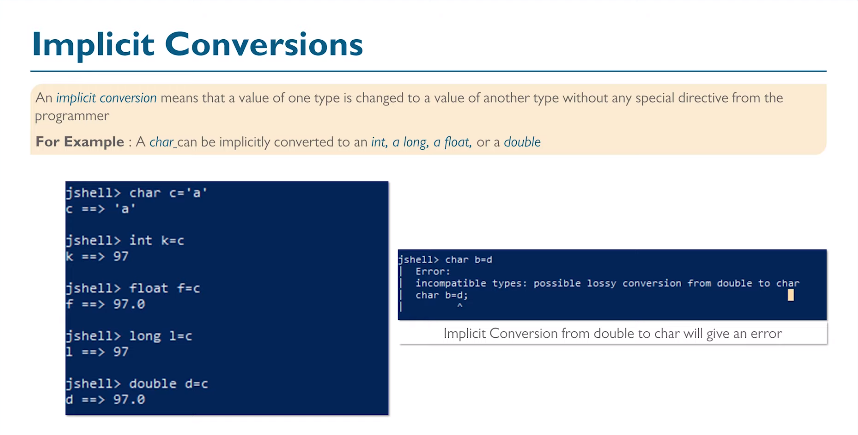 Implicit Conversions
An implicit conversion means that a value of one type is changed to a value of another type without any special directive from the
programmer
For Example : A char can be implicitly converted to an int, a long, a float, or a double
jshell> char c='a'
c ==> 'a'
jshell> int k=c
k ==> 97
jshell> float f=c
f ==> 97.0
jshell> long l=c
l ==> 97
jshell> double d=c
d ==> 97.0
jshell> char b=d
|  Error:
|  incompatible types: possible lossy conversion from double to char
|  char b=d;
|         ^
Implicit Conversion from double to char will give an error